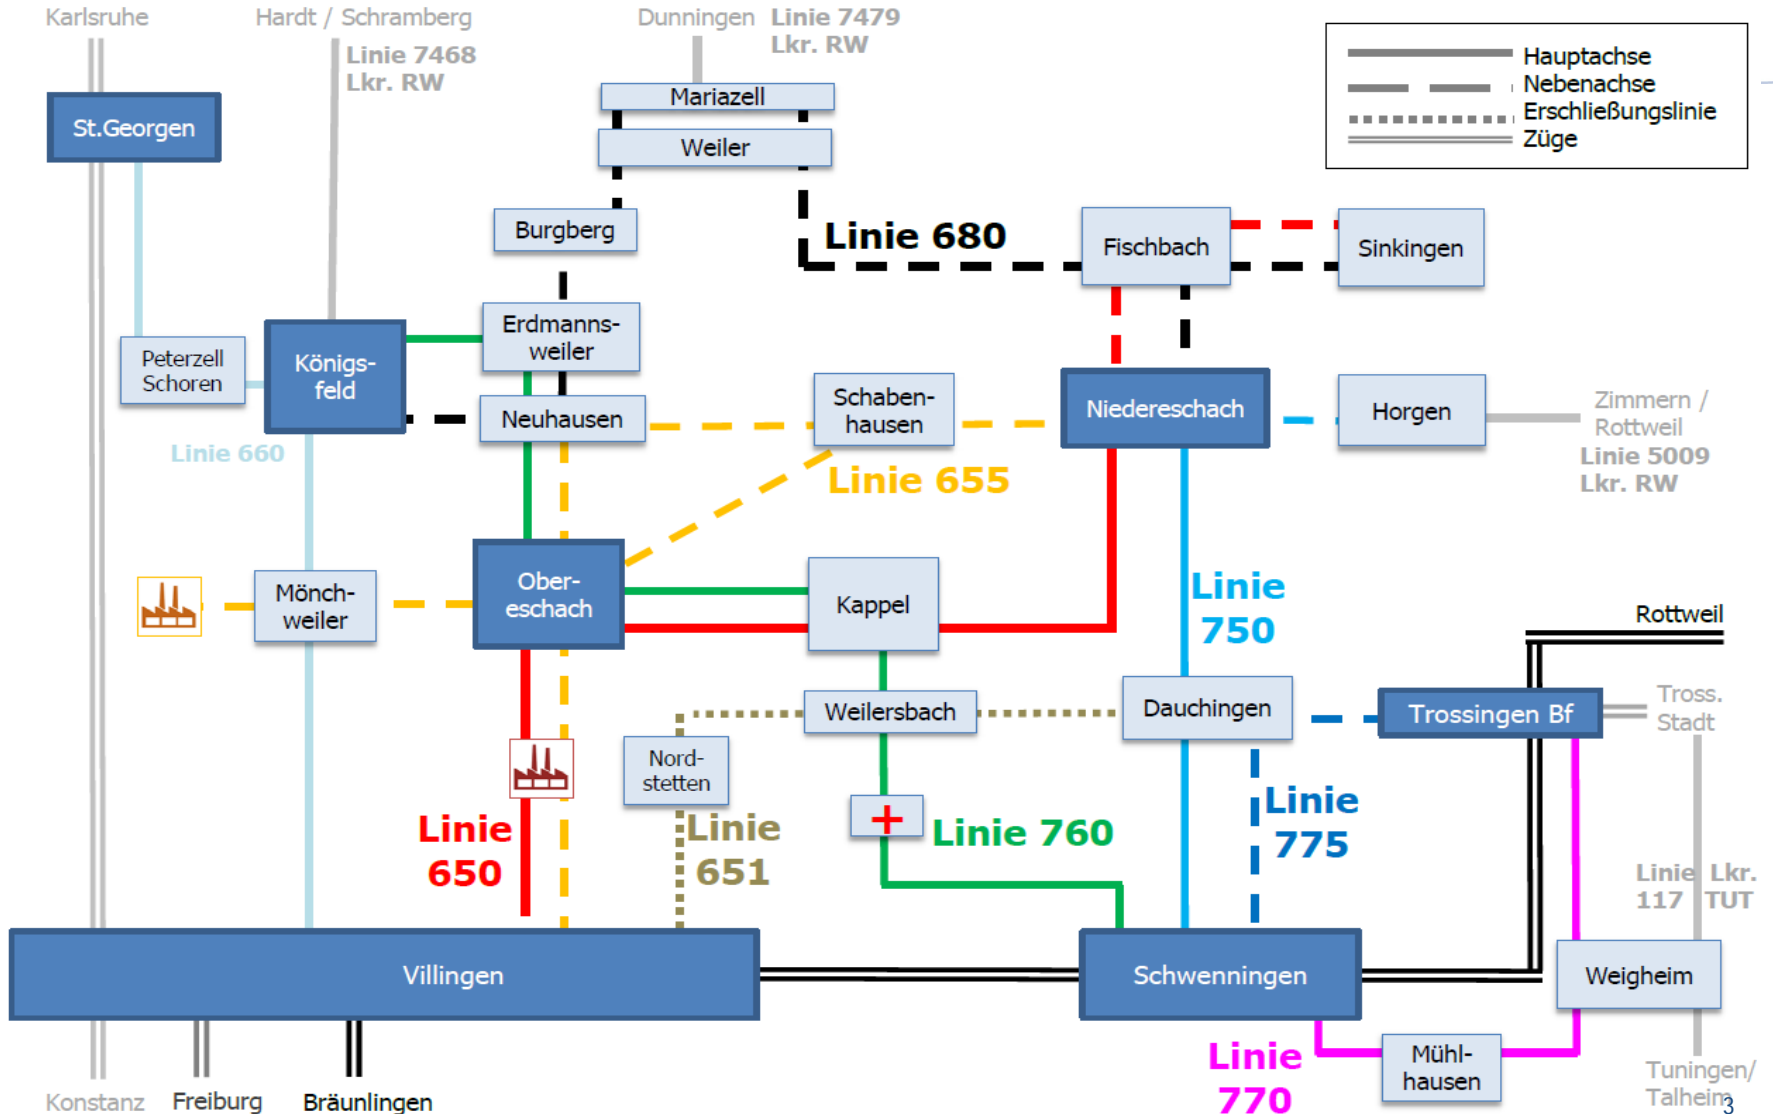 Karlsruhe
Hardt / Schramberg
Linie 7468
Lkr. RW
Dunningen
Linie 7479
Lkr. RW
Hauptachse
Nebenachse
Erschließungslinie
Züge
Mariazell
St.Georgen
Weiler
Burgberg
Linie 680
Fischbach
Sinkingen
Erdmanns-
weiler
Peterzell
Schoren
Königs-
feld
Neuhausen
Schaben-
hausen
Niedereschach
Horgen
Zimmern /
Rottweil
Linie 5009
Lkr. RW
Linie 660
Linie 655
Mönch-
weiler
Ober-
eschach
Kappel
Linie
750
Rottweil
Weilersbach
Dauchingen
Trossingen Bf
Tross.
Stadt
Nord-
stetten
Linie
650
Linie
651
Linie 760
Linie
775
Linie Lkr.
117 TUT
Villingen
Schwenningen
Weigheim
Linie
770
Mühl-
hausen
Tuningen/
Talheim
Konstanz
Freiburg
Bräunlingen
3